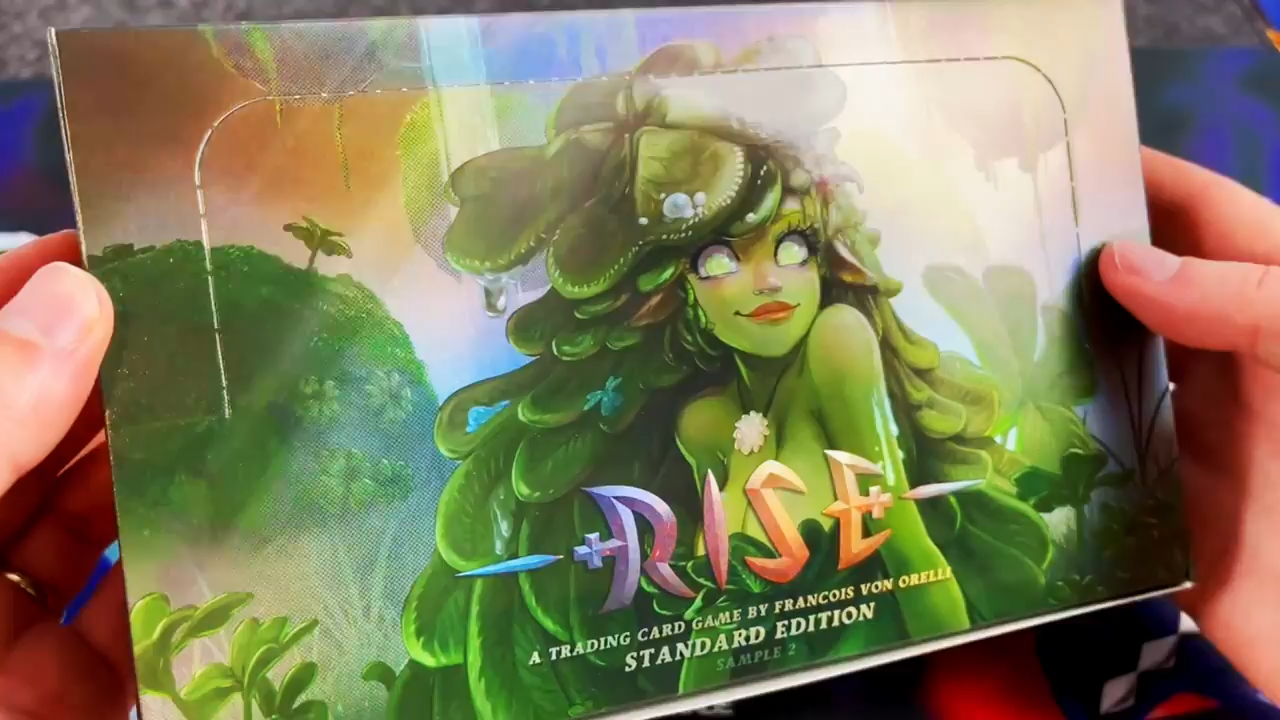 RISE
A TRADING CARD GAME BY FRANCOIS VON ORELLI
STANDARD EDITION
SAMPLE 2